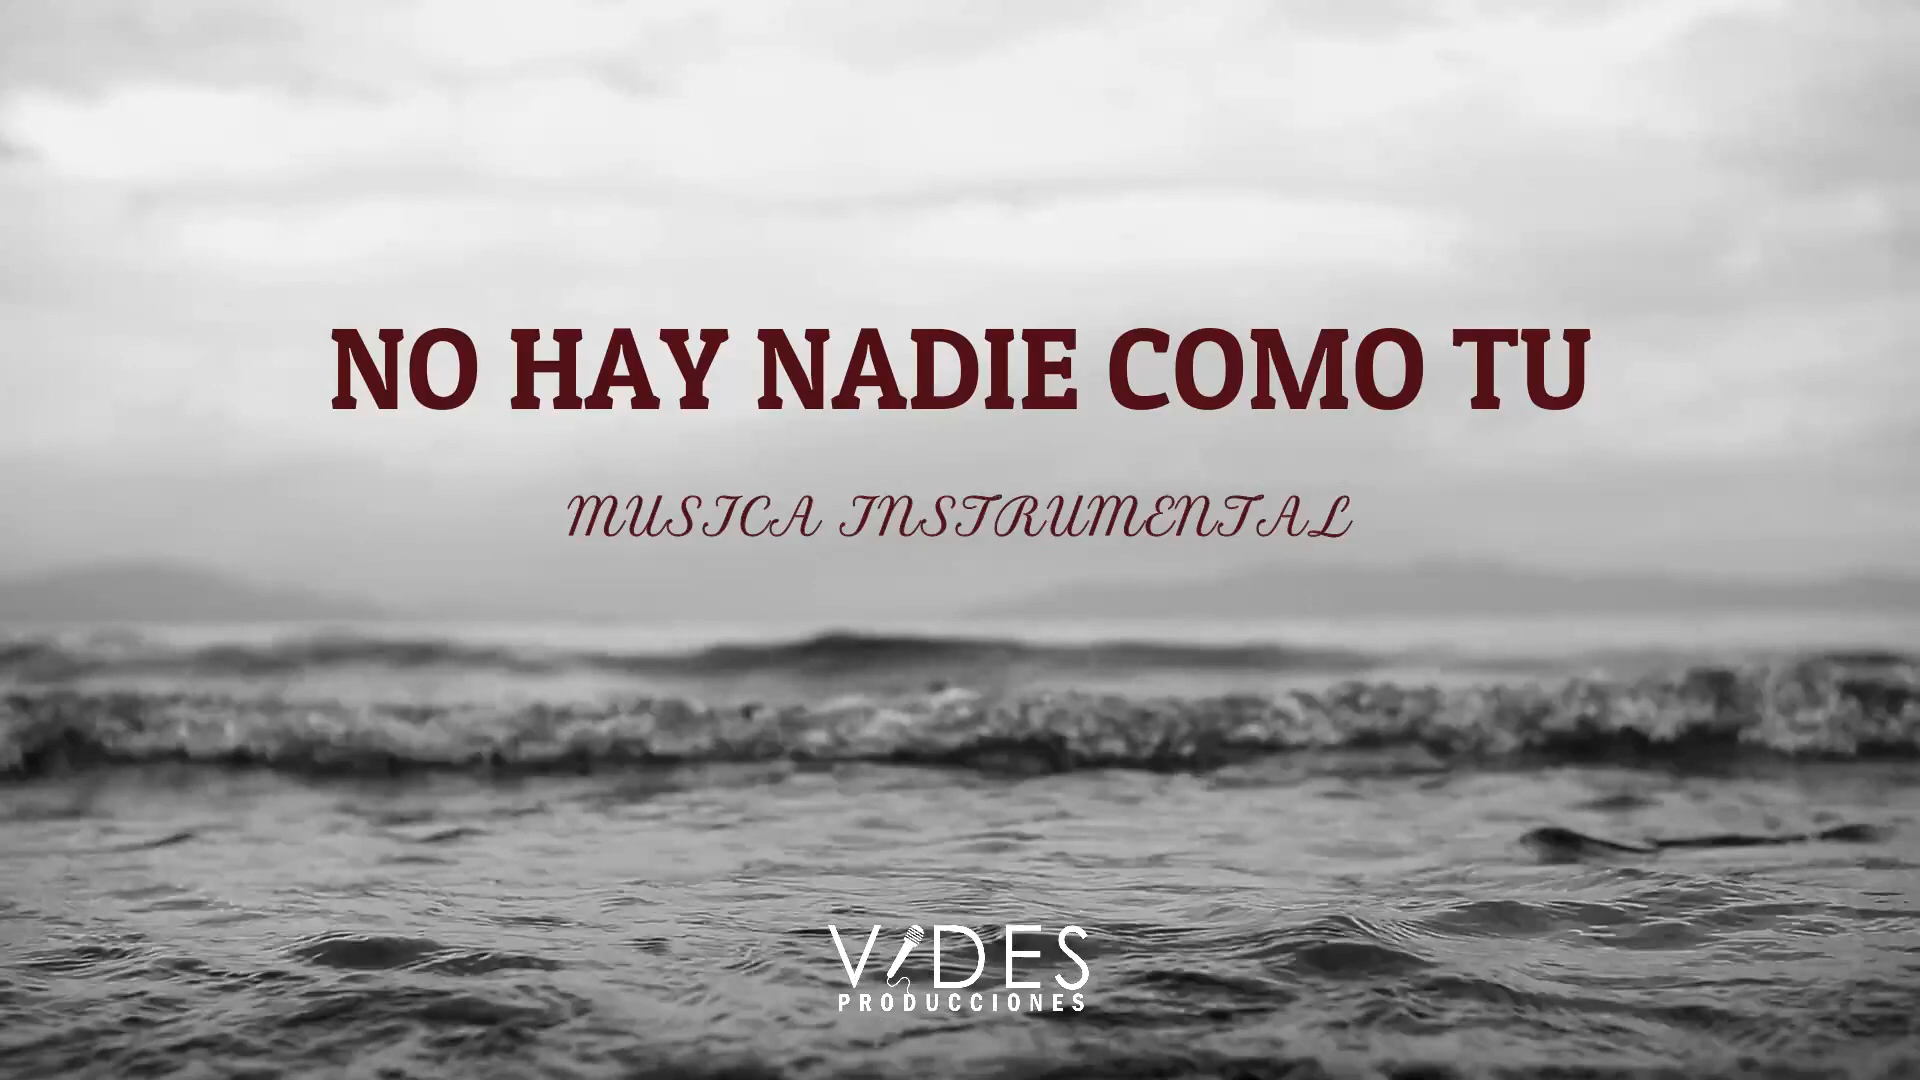 NO HAY NADIE COMO TU
MUSICA INSTRUMENTAL
VIDES
PRODUCCIONES